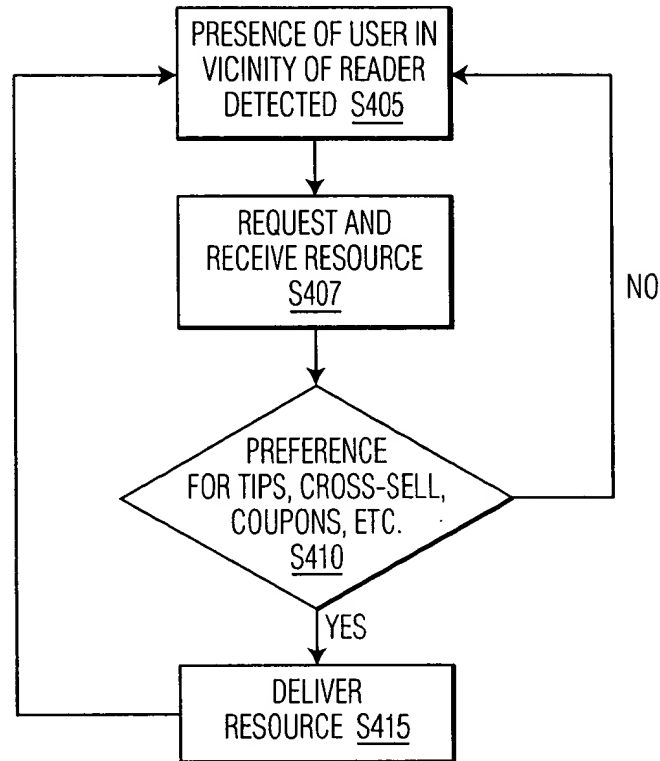 PRESENCE OF USER IN
VICINITY OF READER
DETECTED S405
REQUEST AND
RECEIVE RESOURCE
S407
NO
PREFERENCE
FOR TIPS, CROSS-SELL,
COUPONS, ETC.
S410
YES
DELIVER
RESOURCE S415